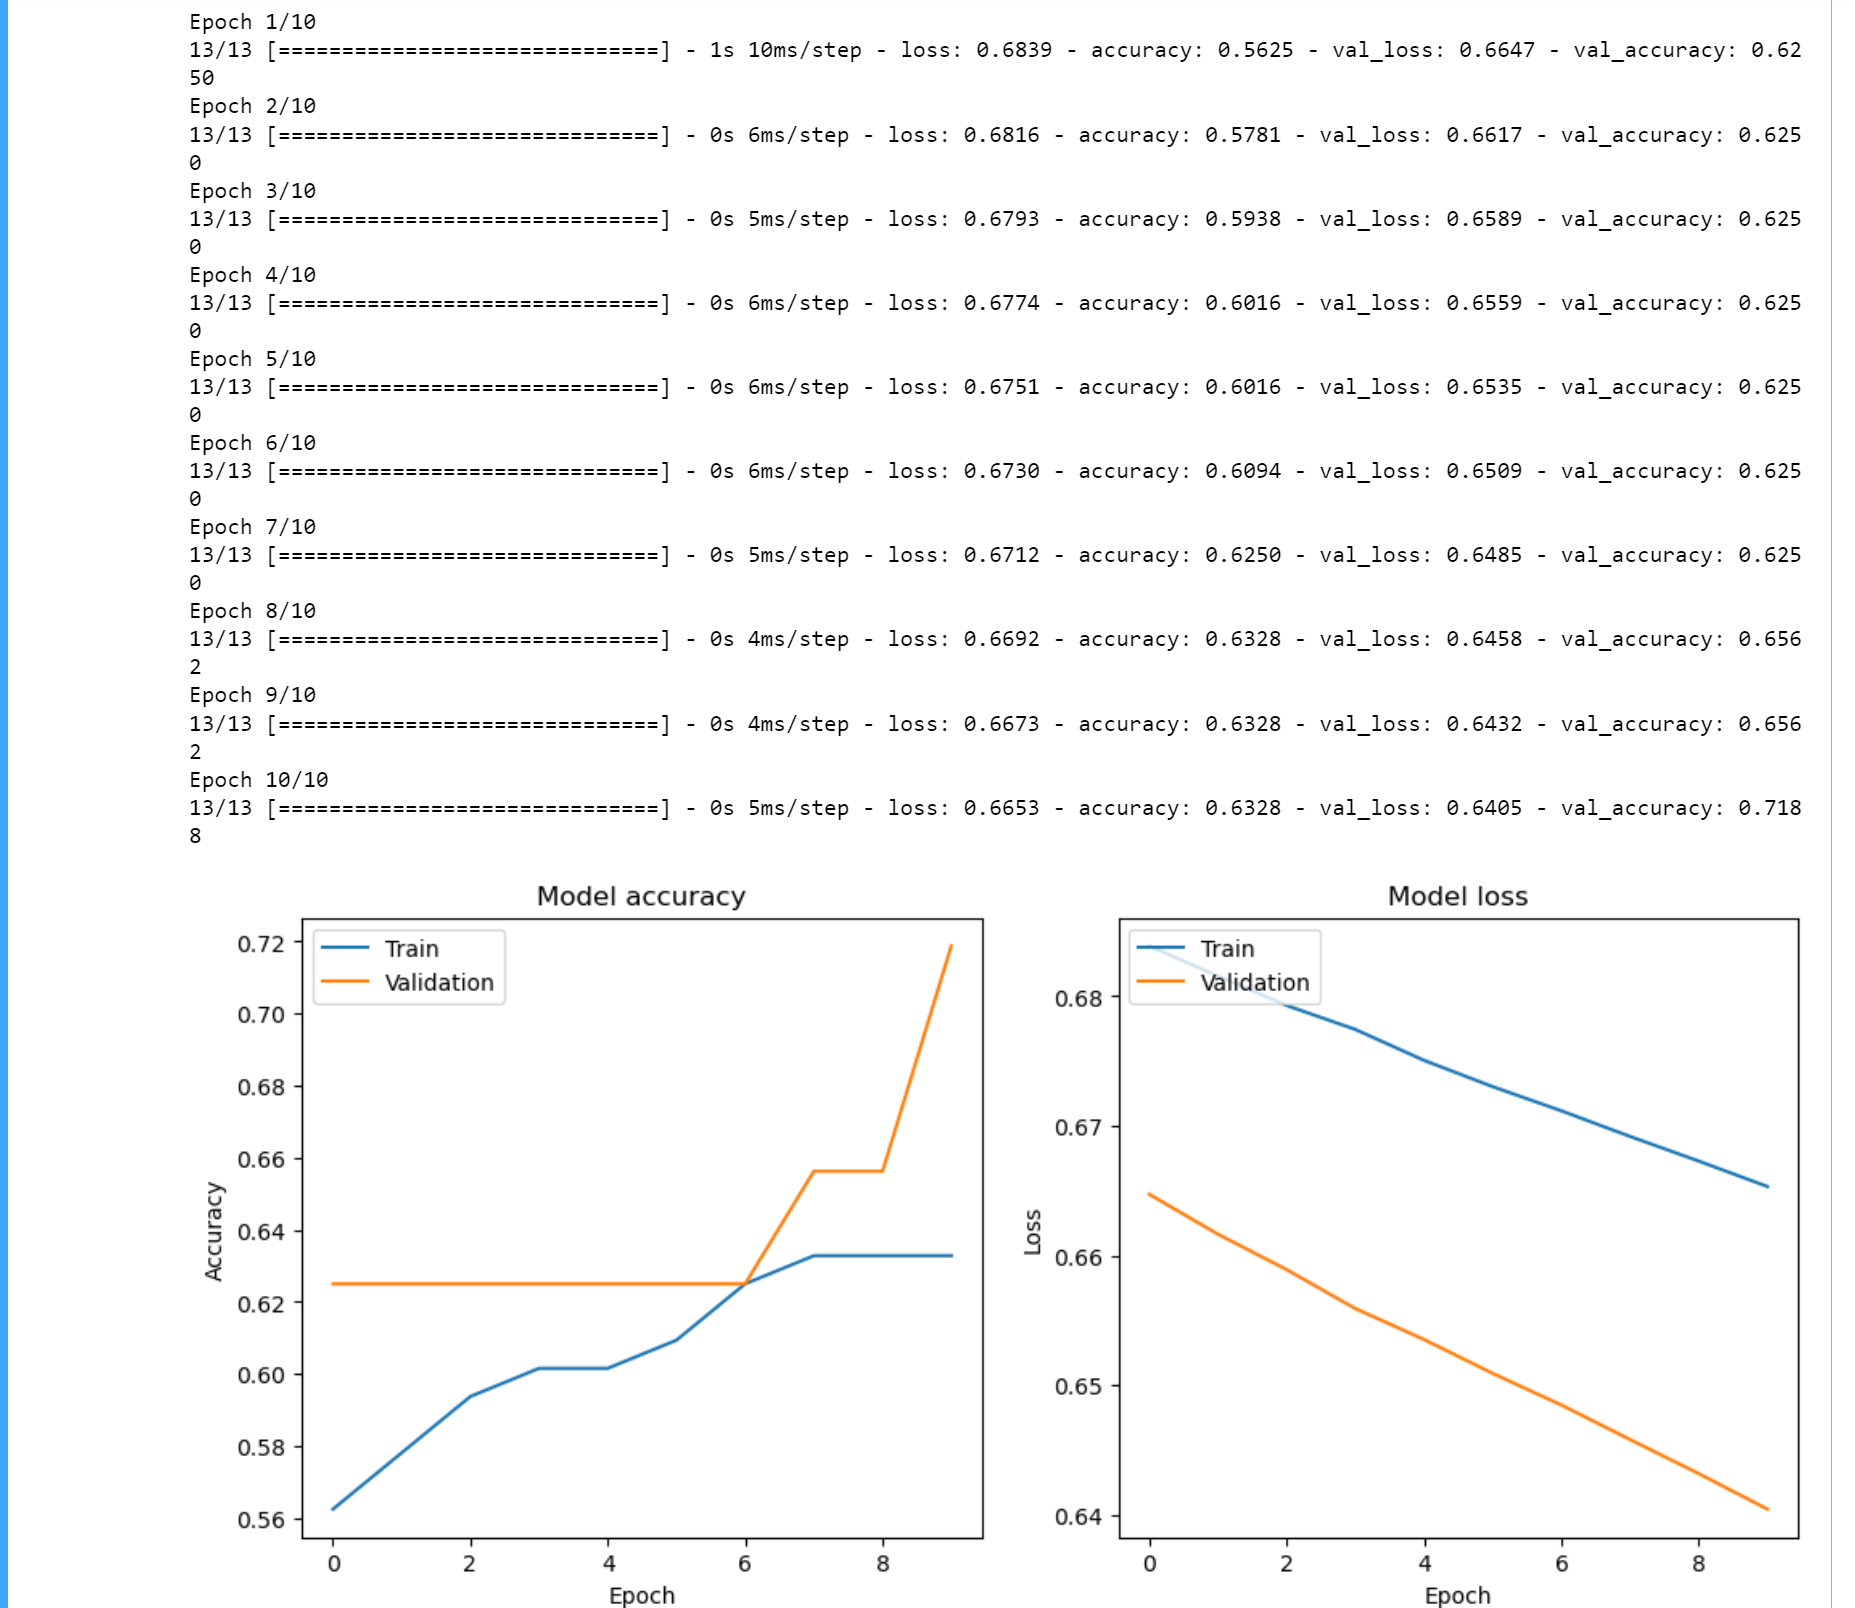 Epoch 1/10
13/13 [==============================] - 1s 10ms/step - loss: 0.6839 - accuracy: 0.5625 - val_loss: 0.6647 - val_accuracy: 0.62
50
Epoch 2/10
13/13 [==============================] - 0s 6ms/step - loss: 0.6816 - accuracy: 0.5781 - val_loss: 0.6617 - val_accuracy: 0.625
0
Epoch 3/10
13/13 [==============================] - 0s 5ms/step - loss: 0.6793 - accuracy: 0.5938 - val_loss: 0.6589 - val_accuracy: 0.625
0
Epoch 4/10
13/13 [==============================] - 0s 6ms/step - loss: 0.6774 - accuracy: 0.6016 - val_loss: 0.6559 - val_accuracy: 0.625
0
Epoch 5/10
13/13 [==============================] - 0s 6ms/step - loss: 0.6751 - accuracy: 0.6016 - val_loss: 0.6535 - val_accuracy: 0.625
0
Epoch 6/10
13/13 [==============================] - 0s 6ms/step - loss: 0.6730 - accuracy: 0.6094 - val_loss: 0.6509 - val_accuracy: 0.625
0
Epoch 7/10
13/13 [==============================] - 0s 5ms/step - loss: 0.6712 - accuracy: 0.6250 - val_loss: 0.6485 - val_accuracy: 0.625
0
Epoch 8/10
13/13 [==============================] - 0s 4ms/step - loss: 0.6692 - accuracy: 0.6328 - val_loss: 0.6458 - val_accuracy: 0.656
2
Epoch 9/10
13/13 [==============================] - 0s 4ms/step - loss: 0.6673 - accuracy: 0.6328 - val_loss: 0.6432 - val_accuracy: 0.656
2
Epoch 10/10
13/13 [==============================] - 0s 5ms/step - loss: 0.6653 - accuracy: 0.6328 - val_loss: 0.6405 - val_accuracy: 0.718
8
Model accuracy
Train
Validation
0.72
0.70
0.68
0.66
0.64
0.62
0.60
0.58
0.56
Accuracy
0 2 4 6 8
Epoch
Model loss
Train
Validation
0.68
0.67
0.66
0.65
0.64
Loss
0 2 4 6 8
Epoch